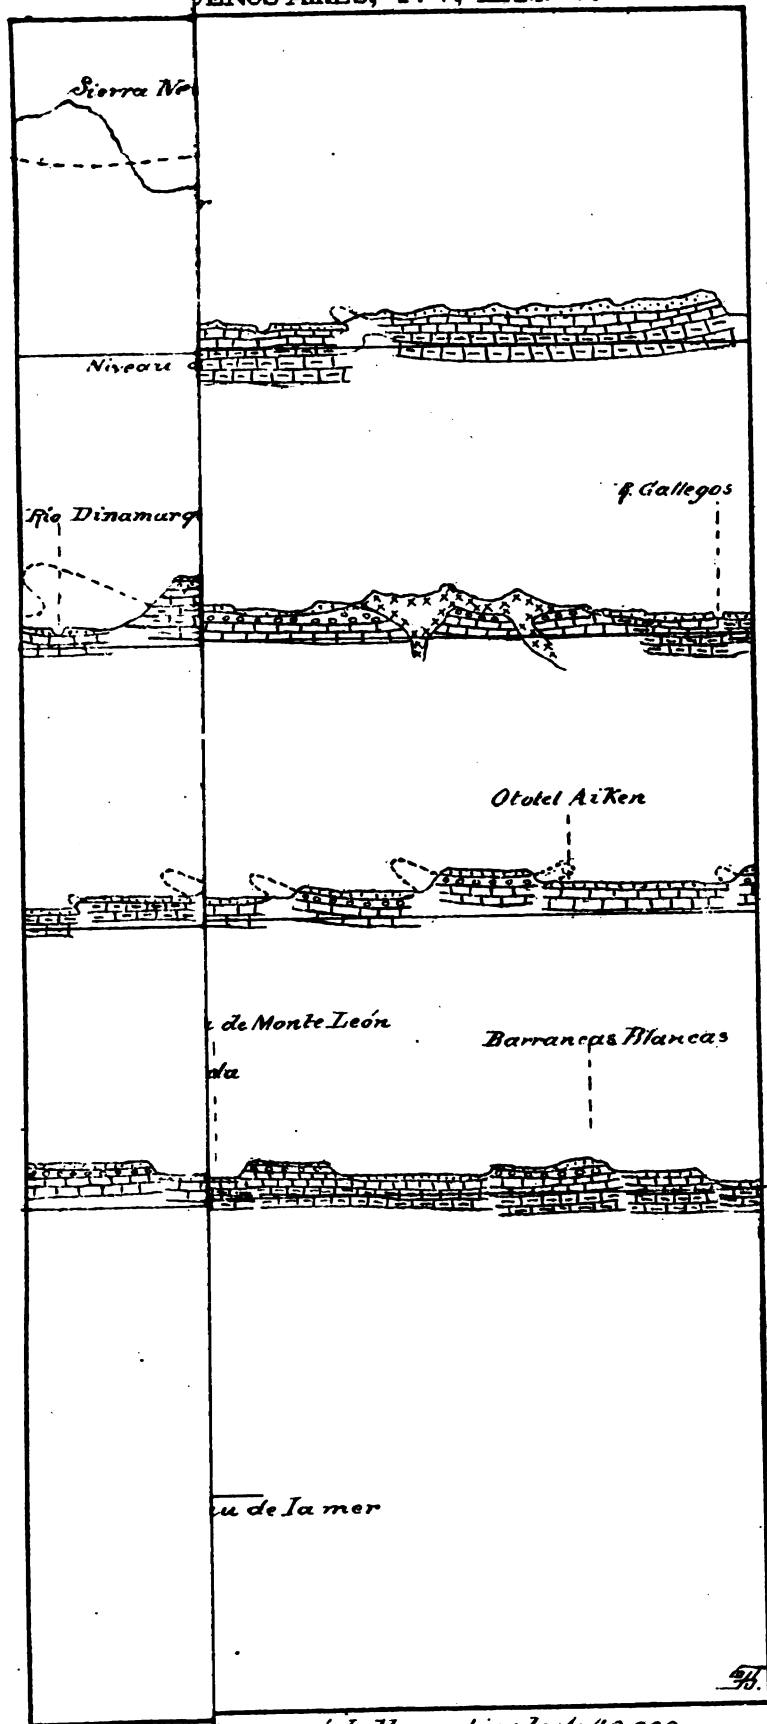 Sierra Ne
r
Niveau
Río Dinamarq
R. Gallegos
Ototel Aiken
de Monte León
da
Barrancas Blancas
u de la mer